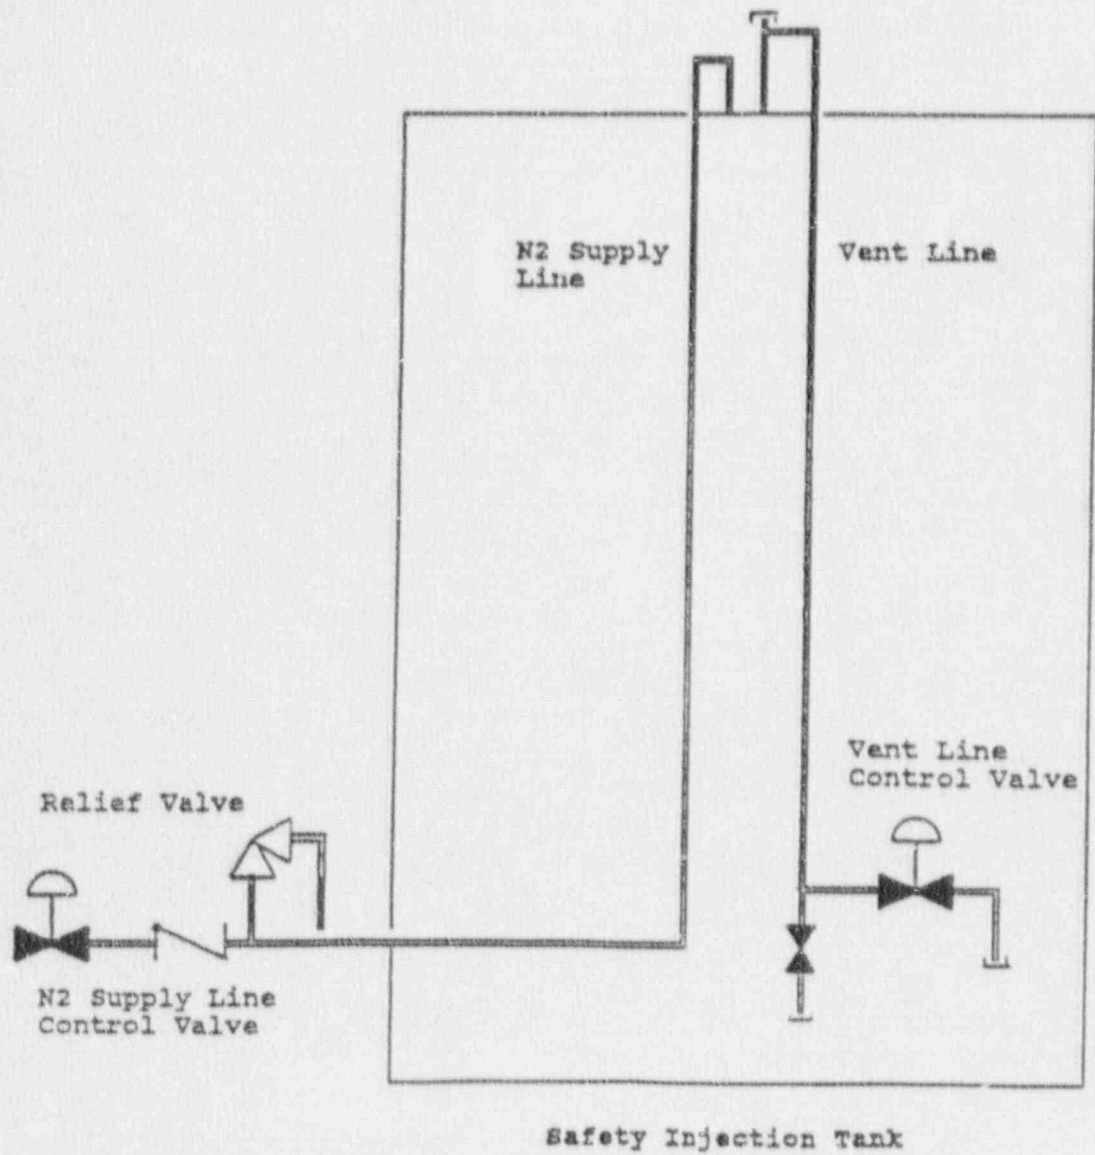 N2 Supply
Line
Vent Line
Vent Line
Control Valve
Relief Valve
N2 Supply Line
Control Valve
Safety Injection Tank